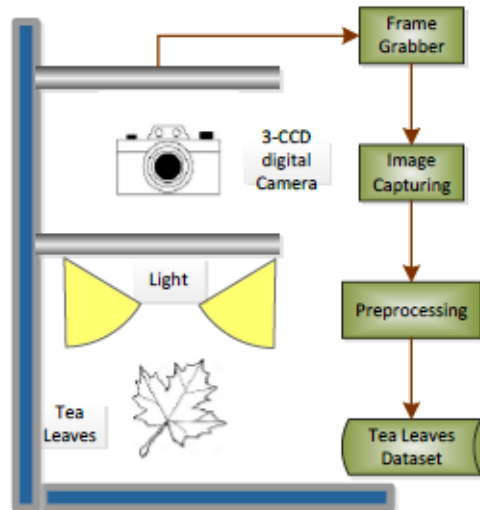 Frame
Grabber
3-CCD
digital
Camera
Image
Capturing
Light
Preprocessing
Tea
Leaves
Tea Leaves
Dataset